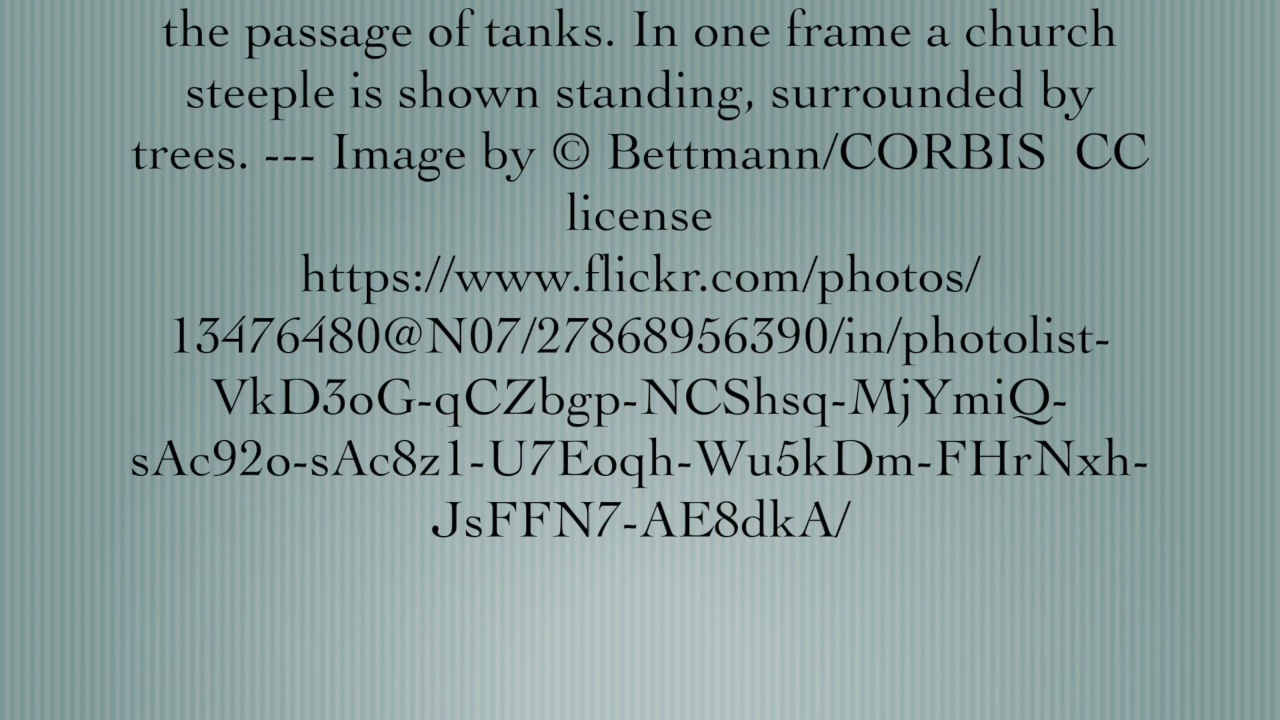 the passage of tanks. In one frame a church
steeple is shown standing, surrounded by
trees. --- Image by © Bettmann/CORBIS  CC
license
https://www.flickr.com/photos/
13476480@N07/27868956390/in/photolist-
VkD3oG-qCZbgp-NCShsq-MjYmiQ-
sAc92o-sAc8z1-U7Eoqh-Wu5kDm-FHrNxh-
JsFFN7-AE8dkA/